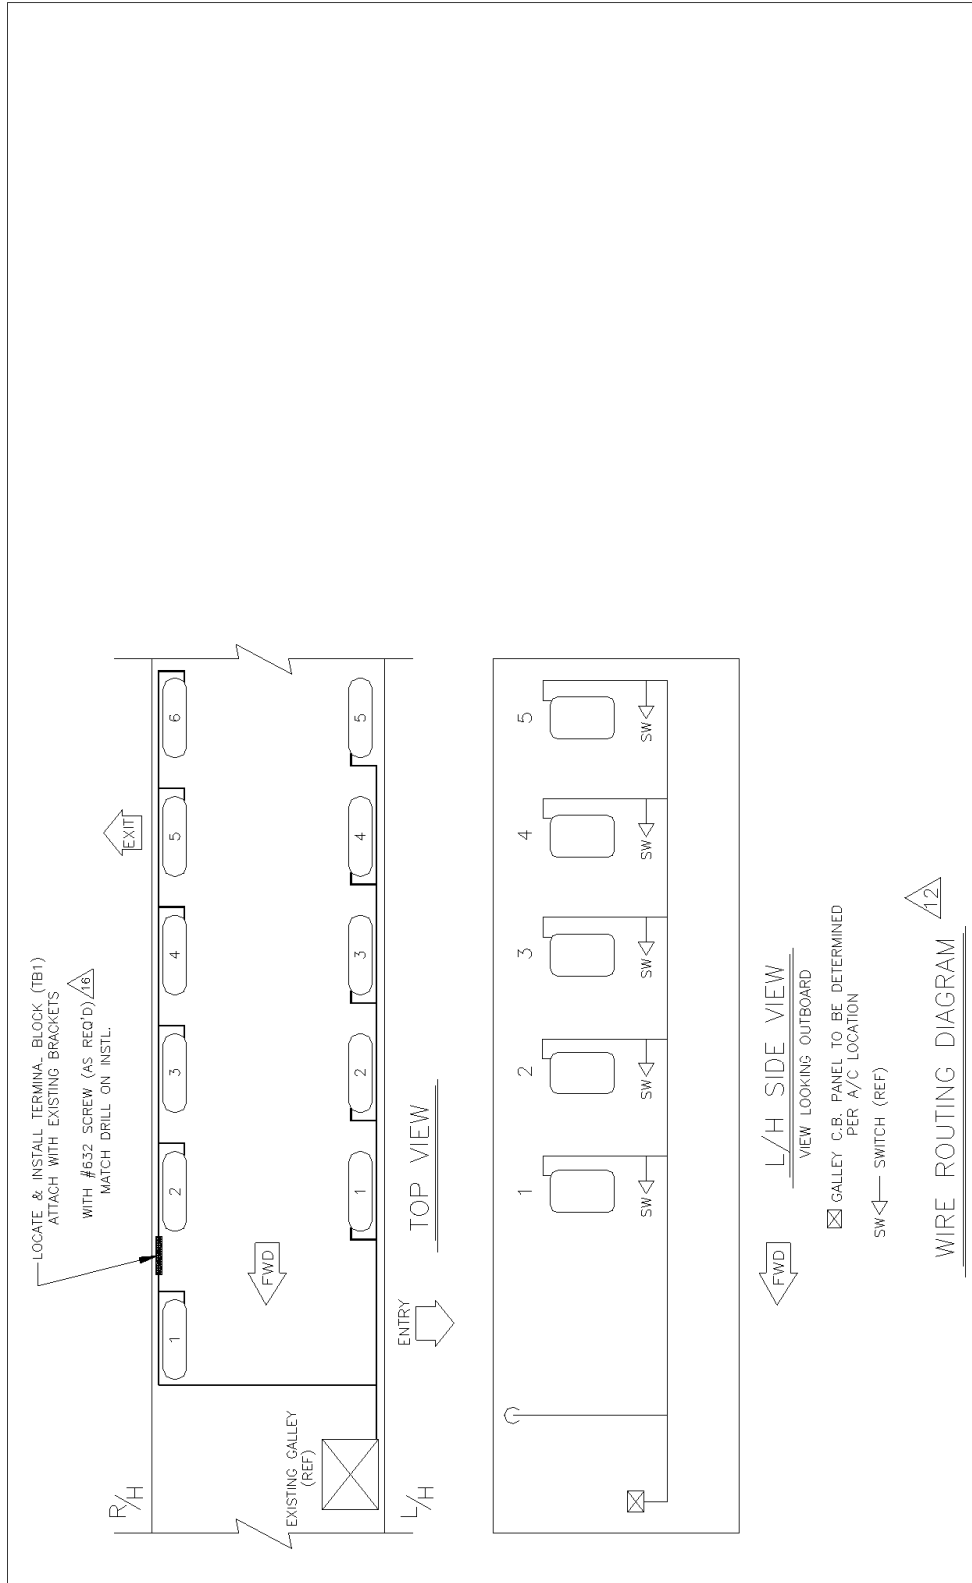 LOCATE & INSTALL TERMINAL BLOCK (TB1)
ATTACH WITH EXISTING BRACKETS
WITH #632 SCREW (AS REQ'D) 16
MATCH DRILL ON INSTL.
R/H
EXIT
1
2
3
4
5
6
FWD
EXISTING GALLEY
(REF)
1
2
3
4
5
L/H
ENTRY
TOP VIEW
1
2
3
4
5
SW
SW
SW
SW
SW
FWD
L/H SIDE VIEW
VIEW LOOKING OUTBOARD
GALLEY C.B. PANEL TO BE DETERMINED
PER A/C LOCATION
SW SWITCH (REF)
WIRE ROUTING DIAGRAM 12